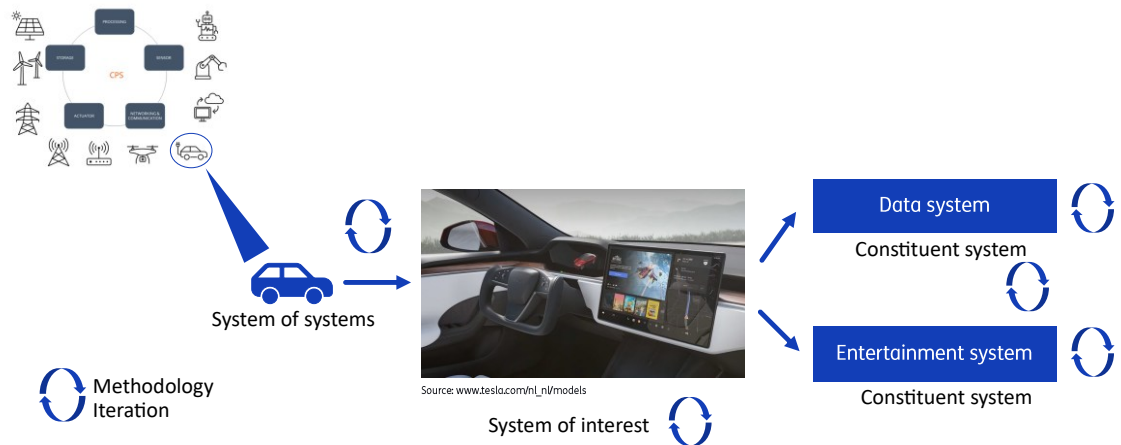 PROCESSING
STORAGE
SENSOR
CPS
ACTUATOR
NETWORKING &
COMMUNICATION
Data system
Constituent system
System of systems
Entertainment system
Constituent system
Source: www.tesla.com/nl_nl/models
Methodology
Iteration
System of interest